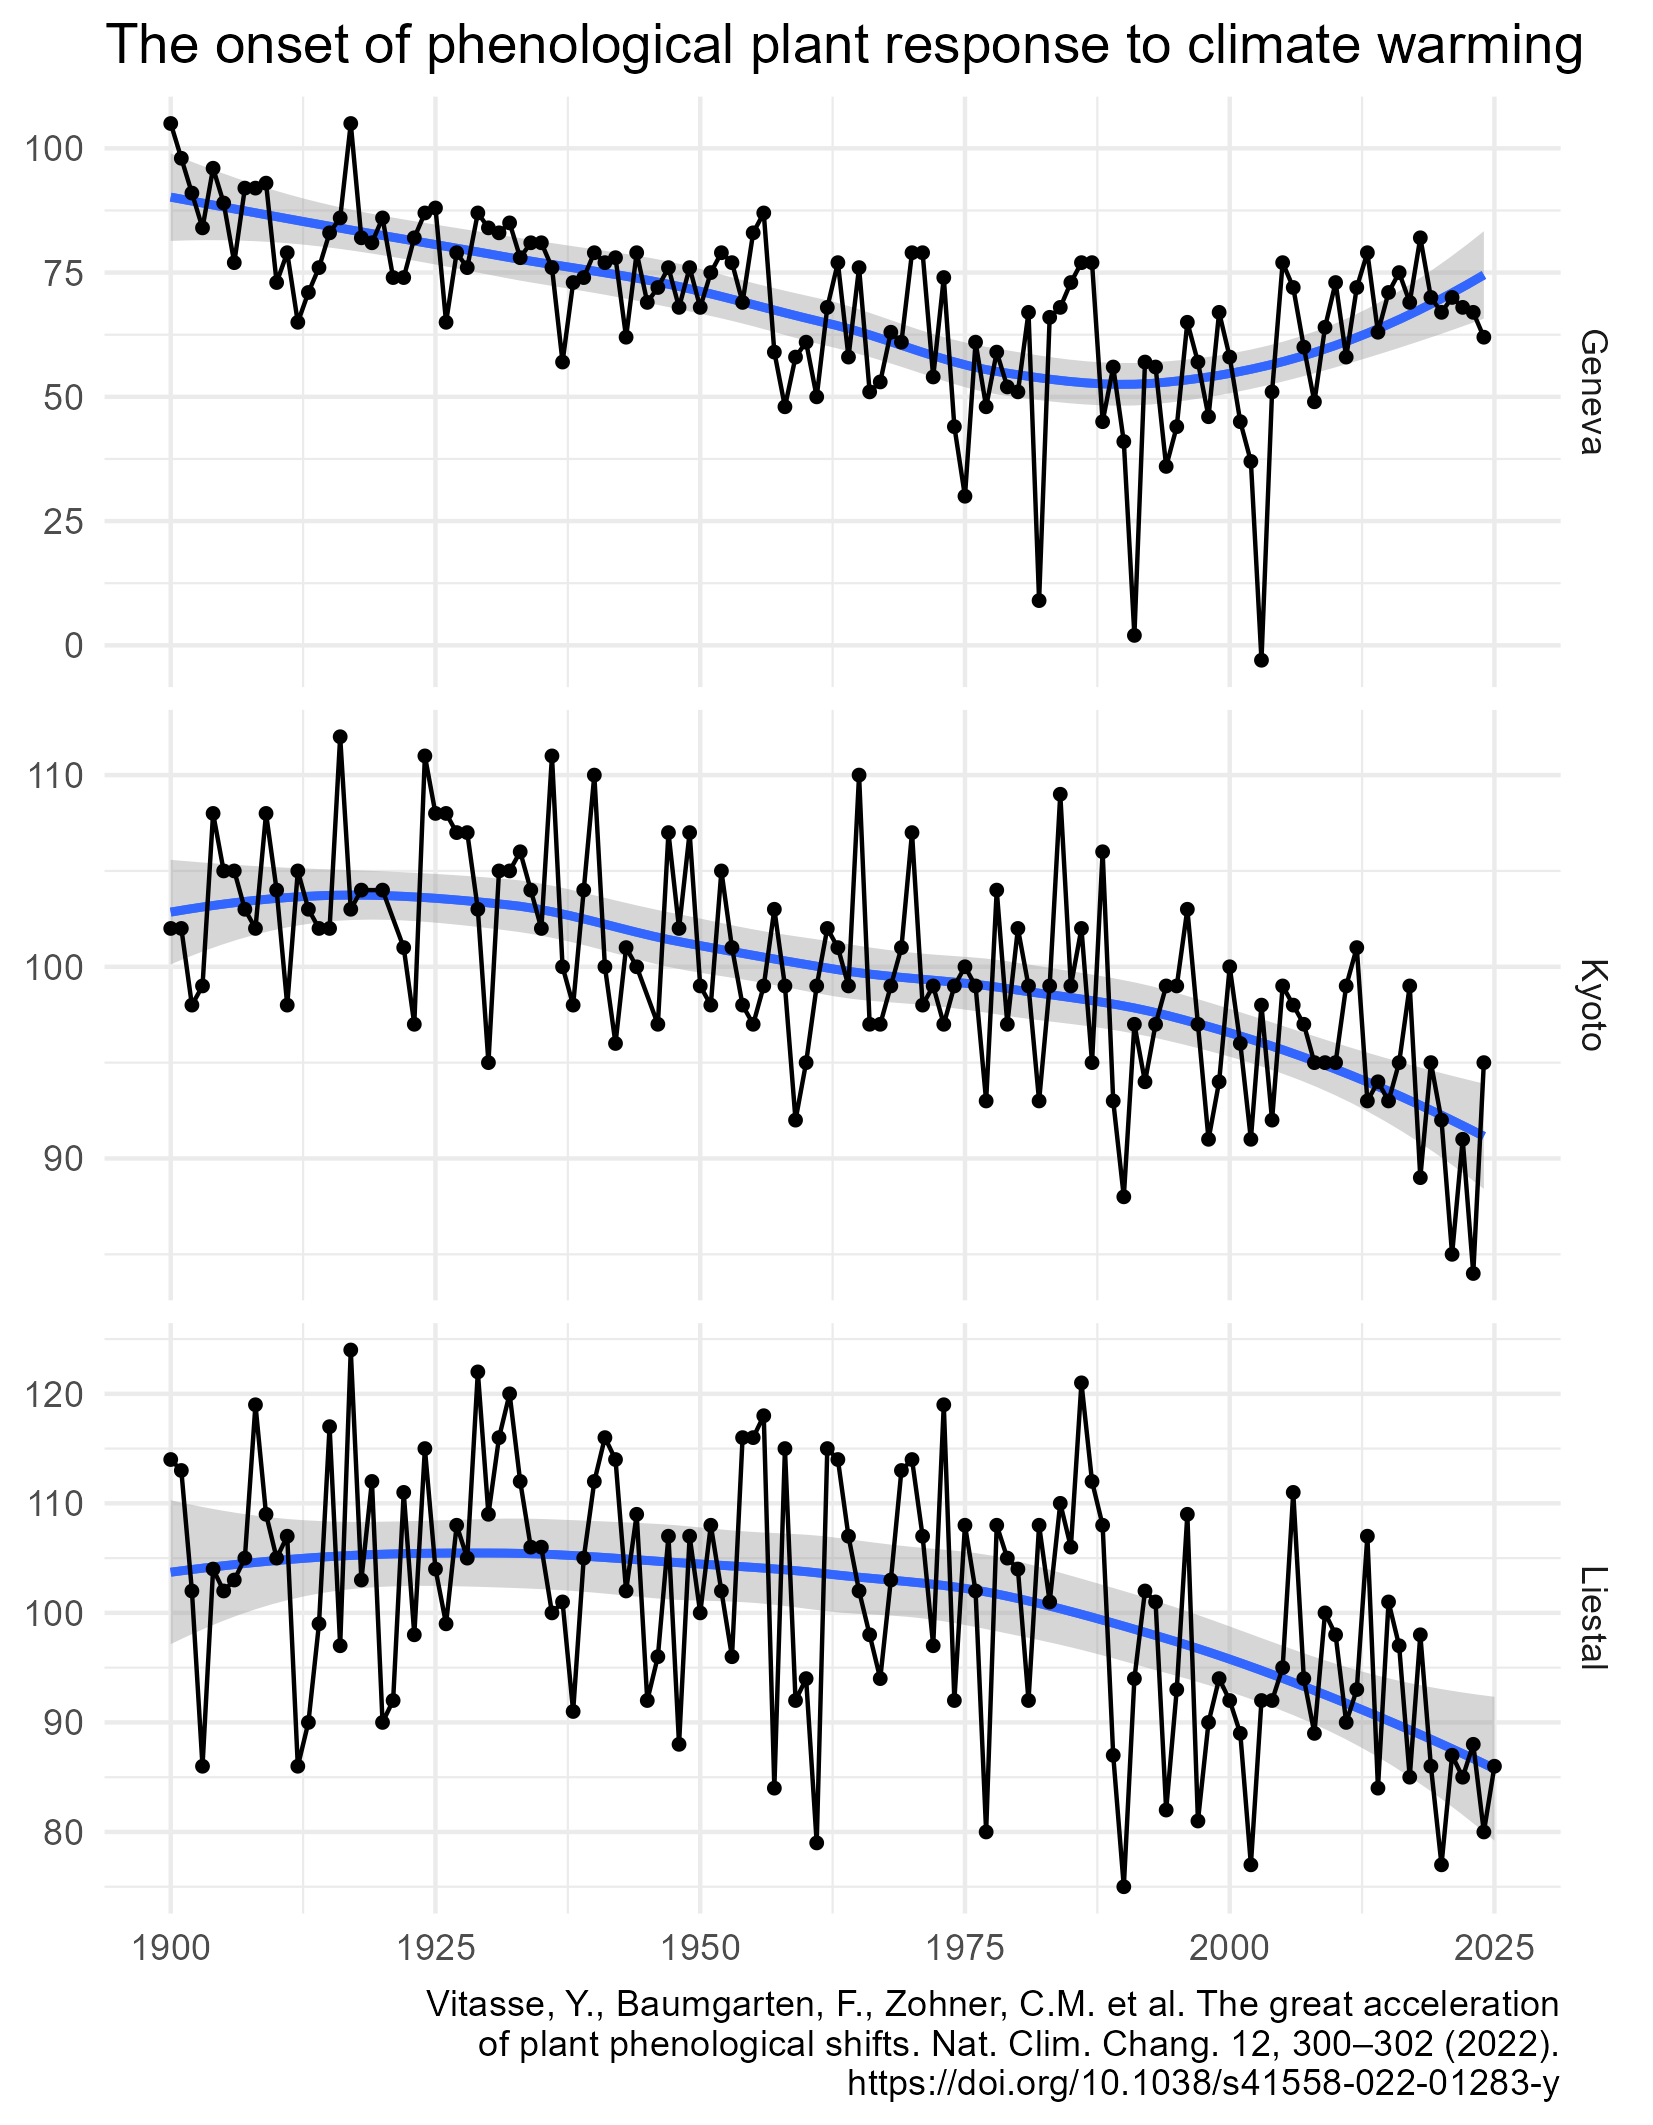 The onset of phenological plant response to climate warming
100
75
50
25
0
Geneva
110
100
90
Kyoto
120
110
100
90
80
Liestal
1900 1925 1950 1975 2000 2025
Vitasse, Y., Baumgarten, F., Zohner, C.M. et al. The great acceleration
of plant phenological shifts. Nat. Clim. Chang. 12, 300–302 (2022).
https://doi.org/10.1038/s41558-022-01283-y